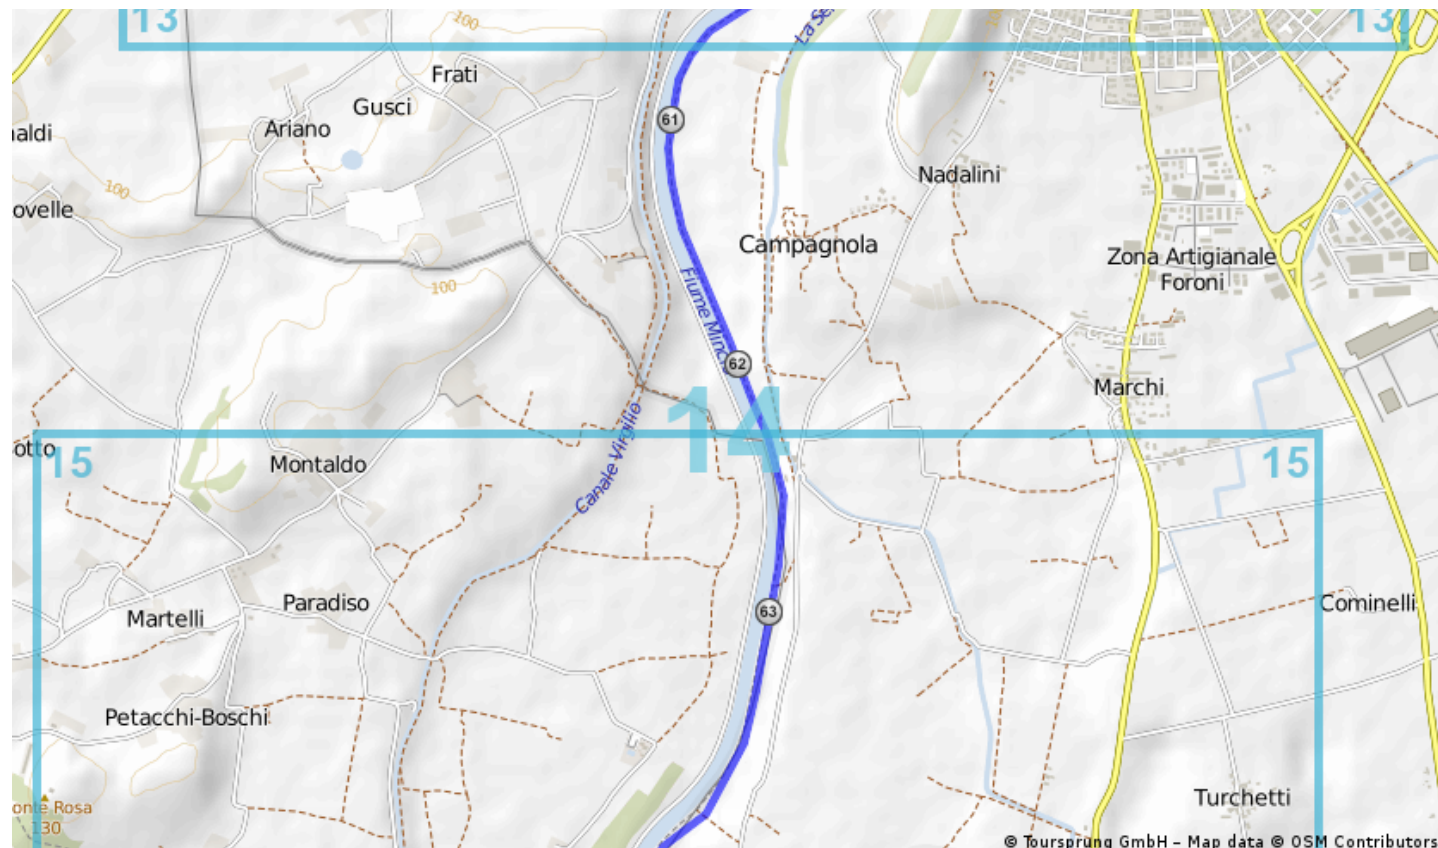 13
13
100
Frati
Gusci
61
Ariano
naldi
100
ovelle
Nadalini
Campagnola
Zona Artigianale
Foroni
100
Fiume Minc
62
Marchi
14
Canale Virgilio
otto
15
15
Montaldo
Paradiso
Martelli
63
Cominelli
Petacchi-Boschi
Turchetti
onte Rosa
130
© Toursprung GmbH – Map data © OSM Contributors